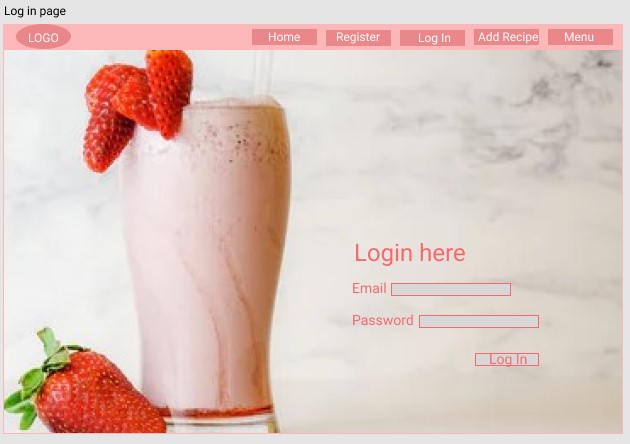 Log in page
LOGO Home Register Log In Add Recipe Menu
Login here
Email
Password
Log In